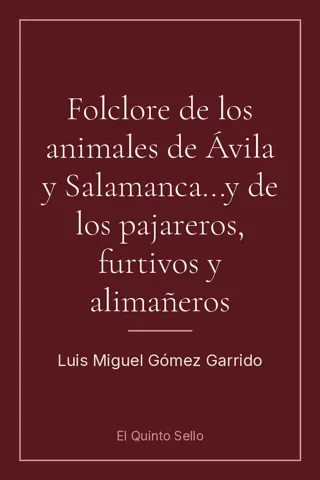 Folclore de los
animales de Ávila
y Salamanca...y de
los pajareros,
furtivos y
alimañeros
Luis Miguel Gómez Garrido
El Quinto Sello